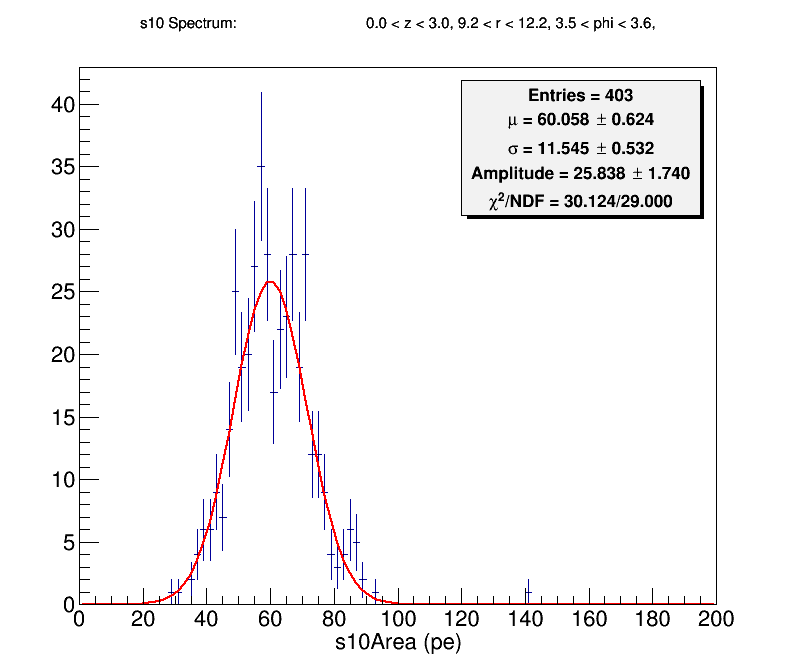 s10 Spectrum: 0.0 < z < 3.0, 9.2 < r < 12.2, 3.5 < phi < 3.6,
Entries = 403
μ = 60.058 ± 0.624
σ = 11.545 ± 0.532
Amplitude = 25.838 ± 1.740
χ²/NDF = 30.124/29.000
40
35
30
25
20
15
10
5
0
0 20 40 60 80 100 120 140 160 180 200
s10Area (pe)